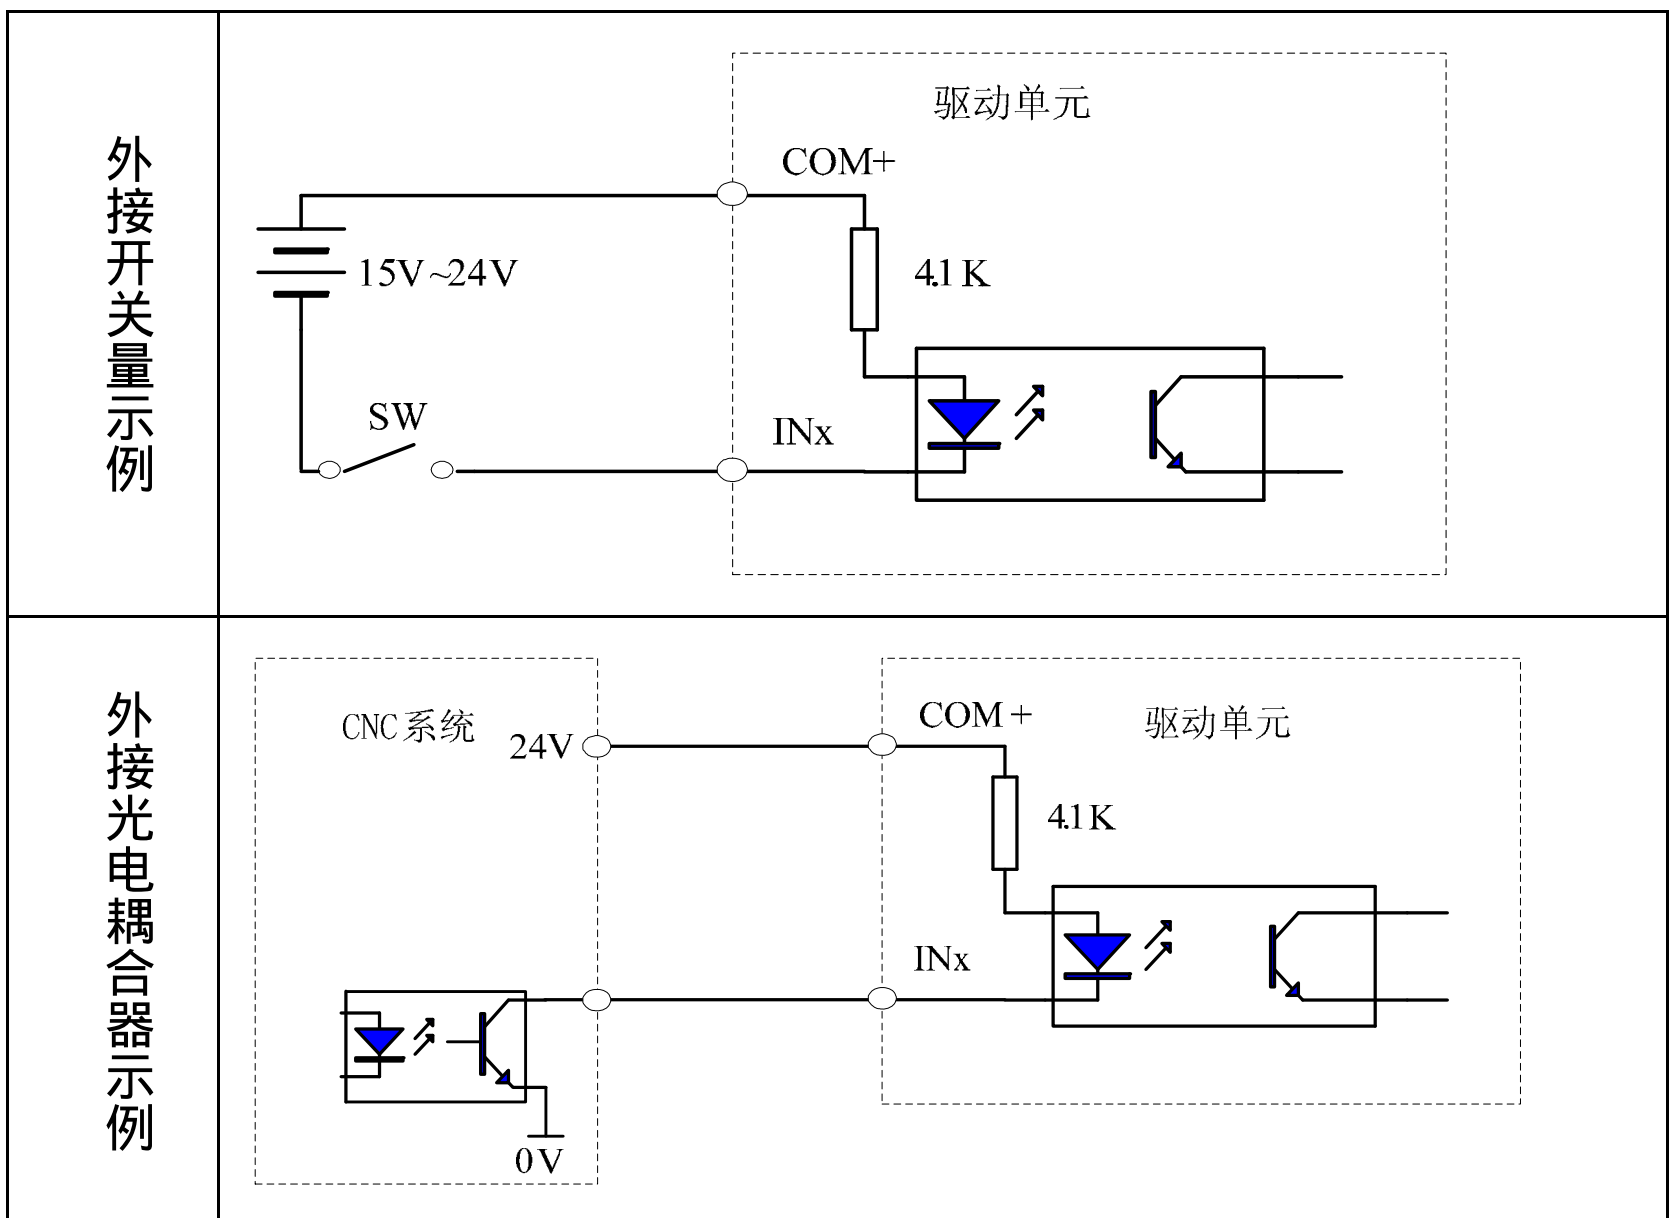 外接开关量示例
驱动单元
COM+
15V~24V
4.1K
SW
INx
外接光电耦合器示例
CNC系统
24V
COM+
驱动单元
4.1K
INx
0V